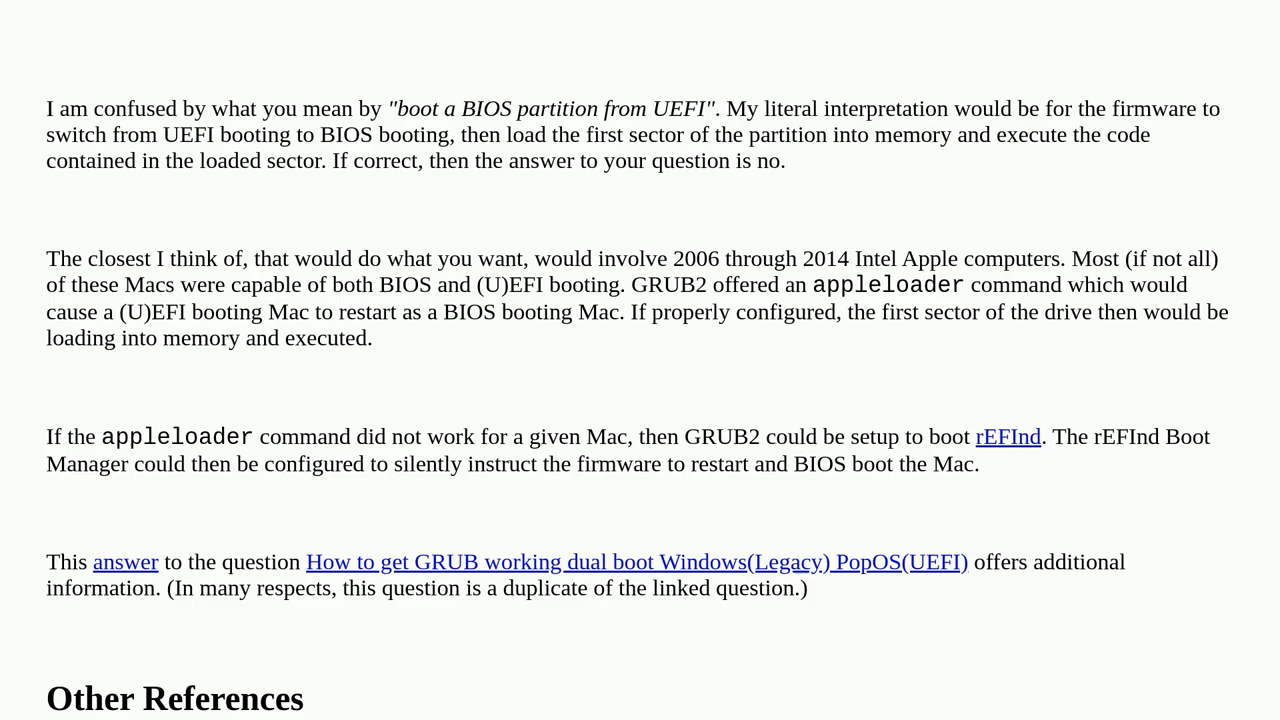 I am confused by what you mean by "boot a BIOS partition from UEFI". My literal interpretation would be for the firmware to
switch from UEFI booting to BIOS booting, then load the first sector of the partition into memory and execute the code
contained in the loaded sector. If correct, then the answer to your question is no.
The closest I think of, that would do what you want, would involve 2006 through 2014 Intel Apple computers. Most (if not all)
of these Macs were capable of both BIOS and (U)EFI booting. GRUB2 offered an appleloader command which would
cause a (U)EFI booting Mac to restart as a BIOS booting Mac. If properly configured, the first sector of the drive then would be
loading into memory and executed.
If the appleloader command did not work for a given Mac, then GRUB2 could be setup to boot rEFInd. The rEFInd Boot
Manager could then be configured to silently instruct the firmware to restart and BIOS boot the Mac.
This answer to the question How to get GRUB working dual boot Windows(Legacy) PopOS(UEFI) offers additional
information. (In many respects, this question is a duplicate of the linked question.)
Other References